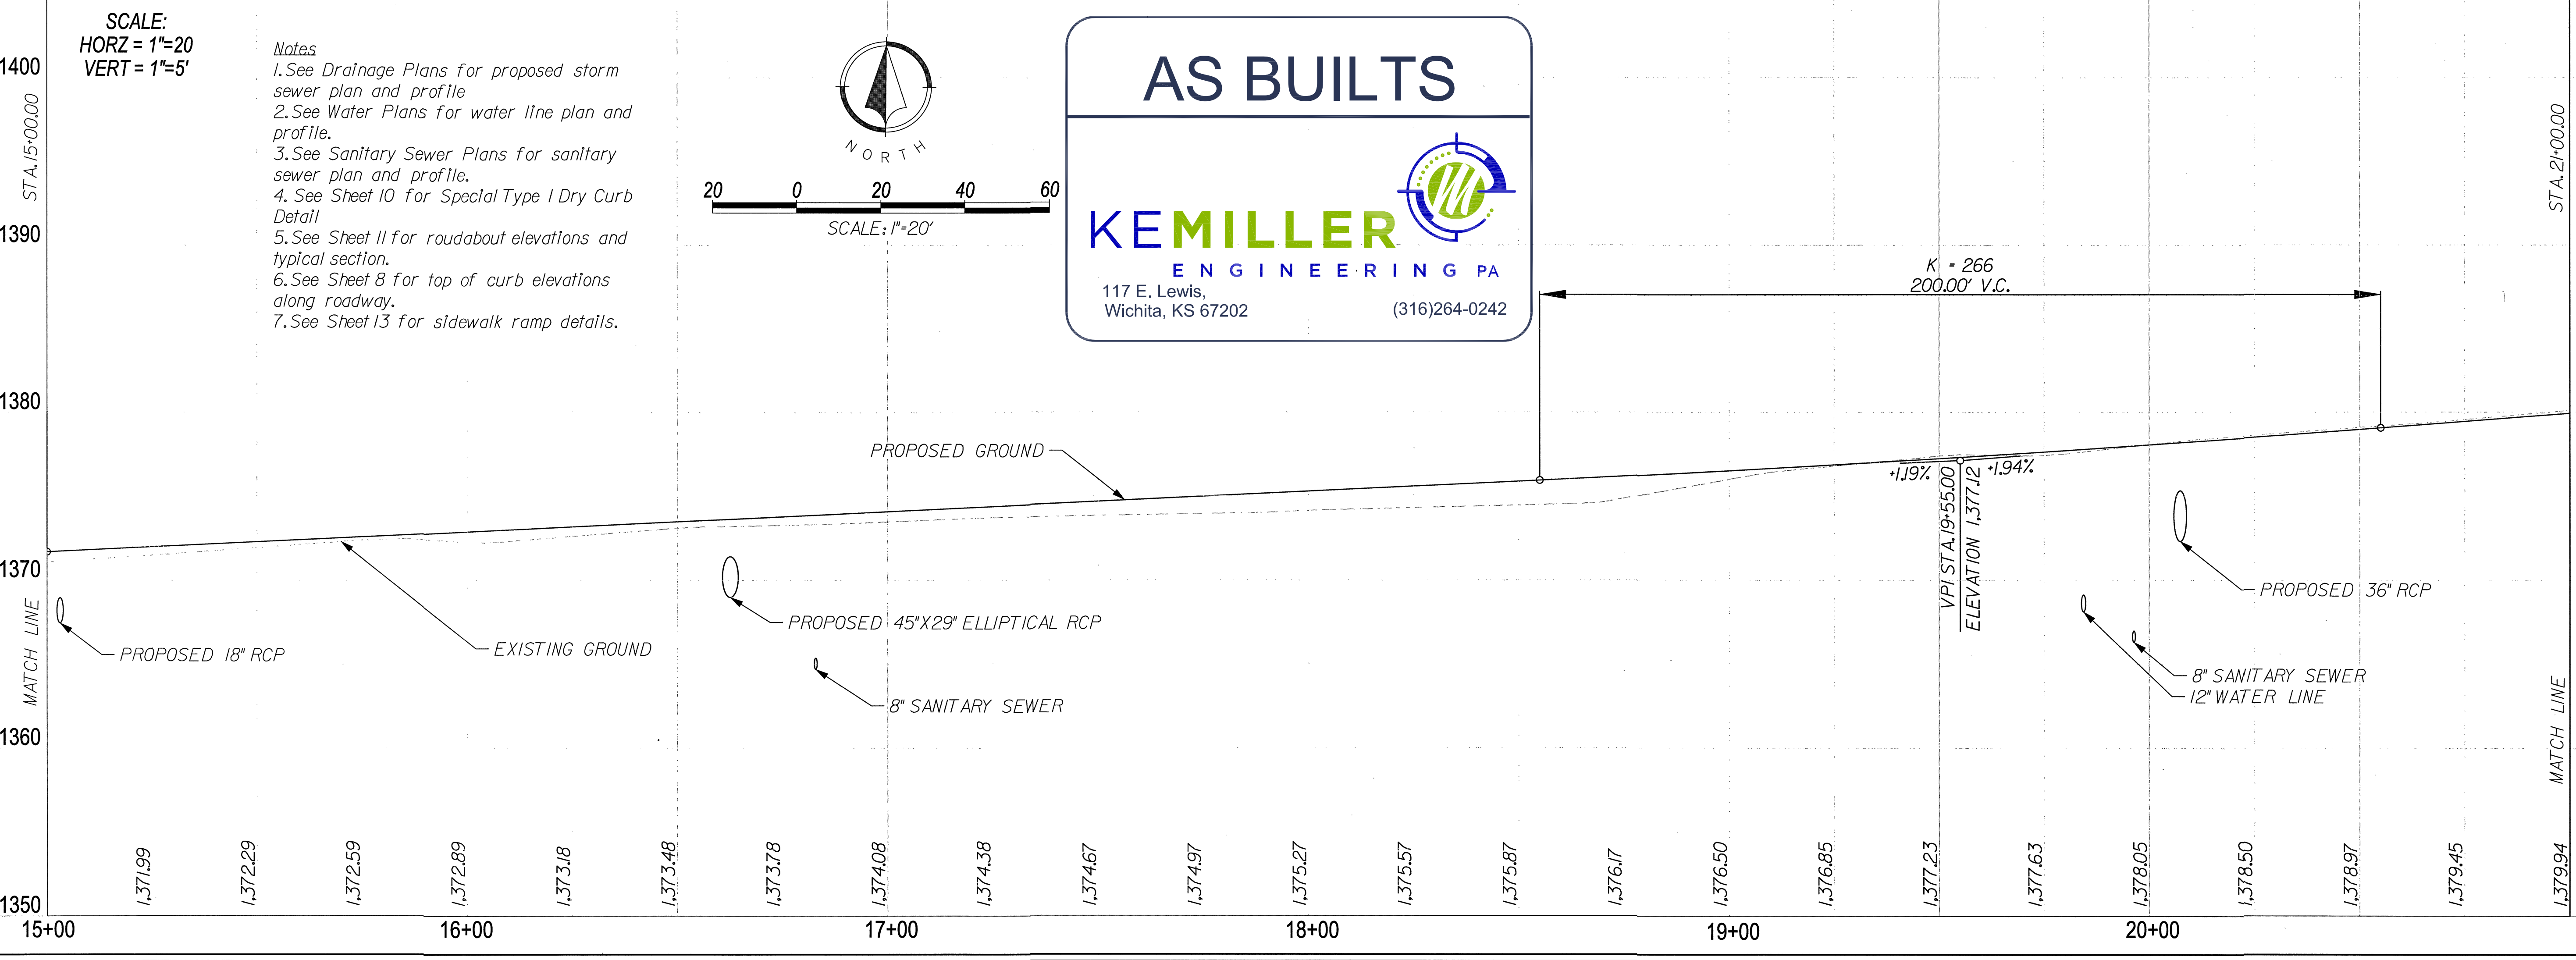 SCALE:
HORZ = 1"=20
VERT = 1"=5'
Notes
1.See Drainage Plans for proposed storm
sewer plan and profile
2.See Water Plans for water line plan and
profile.
3.See Sanitary Sewer Plans for sanitary
sewer plan and profile.
4. See Sheet 10 for Special Type 1 Dry Curb
Detail
5.See Sheet 11 for roudabout elevations and
typical section.
6.See Sheet 8 for top of curb elevations
along roadway.
7.See Sheet 13 for sidewalk ramp details.
NORTH
20 0 20 40 60
SCALE: 1"=20'
AS BUILTS
KEMILLER
ENGINEERING PA
117 E. Lewis,
Wichita, KS 67202
(316)264-0242
1400
1390
1380
1370
1360
1350
STA.15+00.00
MATCH LINE
STA.21+00.00
MATCH LINE
K = 266
200.00' V.C.
PROPOSED GROUND
+1.19%
+1.94%
VPI STA.19+55.00
ELEVATION 1,377.12
PROPOSED 18" RCP
EXISTING GROUND
PROPOSED 45"X29" ELLIPTICAL RCP
8" SANITARY SEWER
PROPOSED 36" RCP
8" SANITARY SEWER
12" WATER LINE
1,371.99
1,372.29
1,372.59
1,372.89
1,373.18
1,373.48
1,373.78
1,374.08
1,374.38
1,374.67
1,374.97
1,375.27
1,375.57
1,375.87
1,376.17
1,376.50
1,376.85
1,377.23
1,377.63
1,378.05
1,378.50
1,378.97
1,379.45
1,379.94
15+00 16+00 17+00 18+00 19+00 20+00